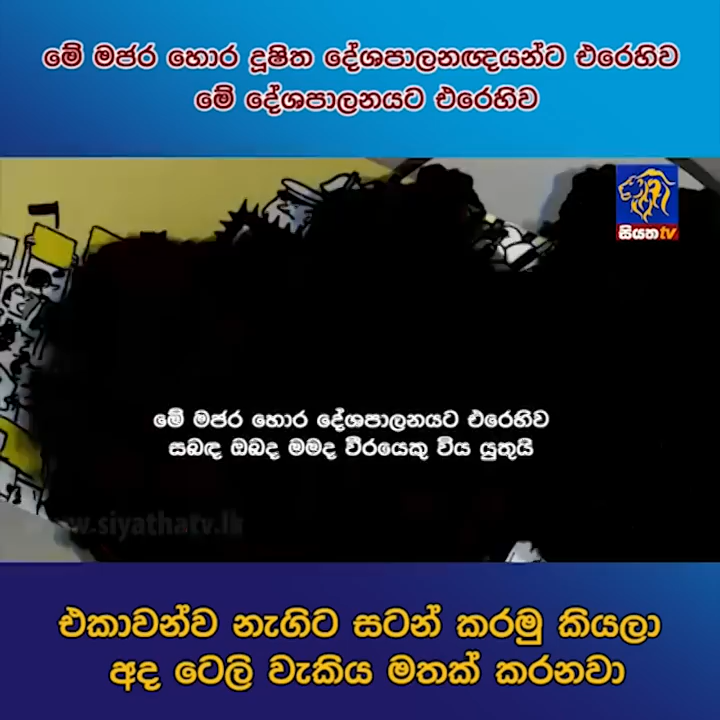 මේ මජර හොර දූෂිත දේශපාලනඥයන්ට එරෙහිව
මේ දේශපාලනයට එරෙහිව
සියත tv
මේ මජර හොර දේශපාලනයට එරෙහිව
සබඳ ඔබද මමද වීරයෙකු විය යුතුයි
www.siyathatv.lk
එකාවන්ව නැගිට සටන් කරමු කියලා
අද ටෙලි වැකිය මතක් කරනවා